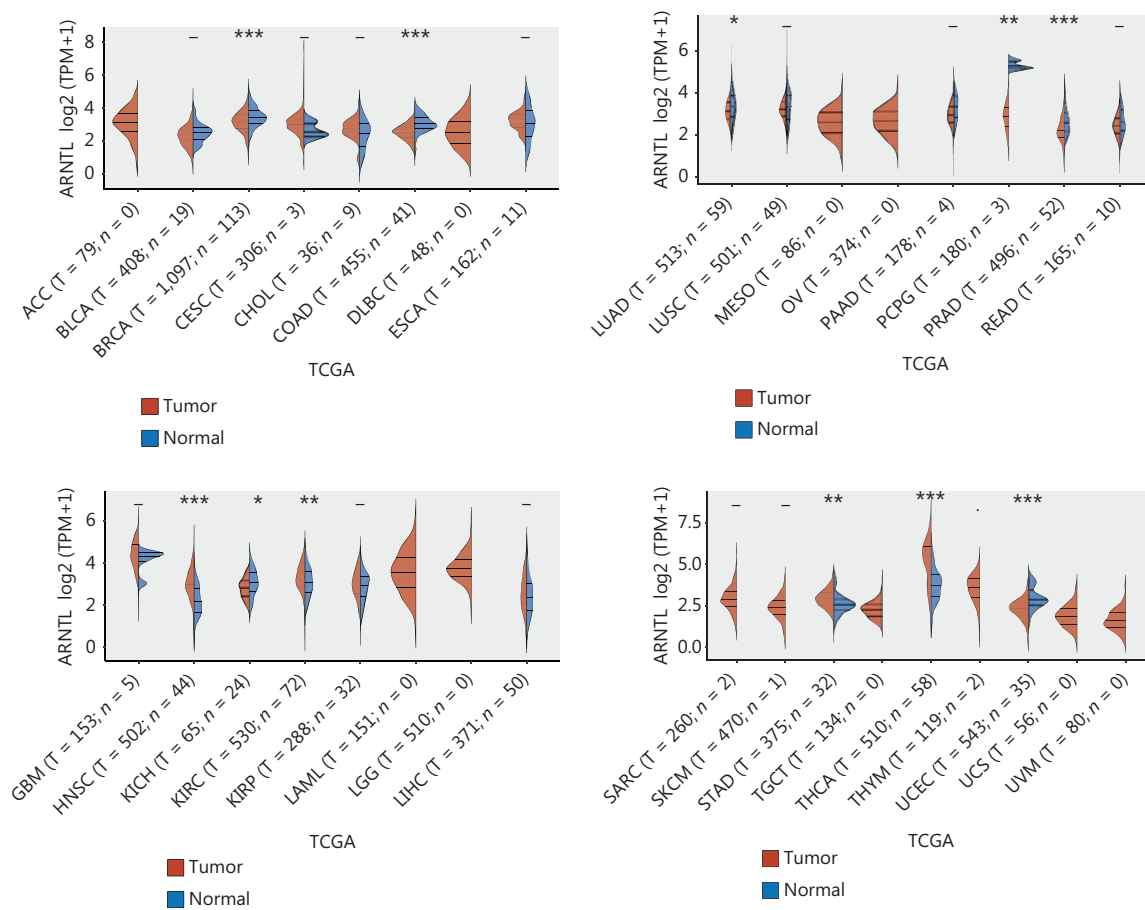 ARNTL log2 (TPM+1)
8
6
4
2
0
– *** – – *** –
ACC (T = 79; n = 0)
BLCA (T = 408; n = 19)
BRCA (T = 1,097; n = 113)
CESC (T = 306; n = 3)
CHOL (T = 36; n = 9)
COAD (T = 455; n = 41)
DLBC (T = 48; n = 0)
ESCA (T = 162; n = 11)
TCGA
Tumor
Normal
ARNTL log2 (TPM+1)
6
4
2
0
* – – ** *** –
LUAD (T = 513; n = 59)
LUSC (T = 501; n = 49)
MESO (T = 86; n = 0)
OV (T = 374; n = 0)
PAAD (T = 178; n = 4)
PCPG (T = 180; n = 3)
PRAD (T = 496; n = 52)
READ (T = 165; n = 10)
TCGA
Tumor
Normal
ARNTL log2 (TPM+1)
6
4
2
0
– *** * ** – –
GBM (T = 153; n = 5)
HNSC (T = 502; n = 44)
KICH (T = 65; n = 24)
KIRC (T = 530; n = 72)
KIRP (T = 288; n = 32)
LAML (T = 151; n = 0)
LGG (T = 510; n = 0)
LIHC (T = 371; n = 50)
TCGA
Tumor
Normal
ARNTL log2 (TPM+1)
7.5
5.0
2.5
0.0
– – ** *** . ***
SARC (T = 260; n = 2)
SKCM (T = 470; n = 1)
STAD (T = 375; n = 32)
TGCT (T = 134; n = 0)
THCA (T = 510; n = 58)
THYM (T = 119; n = 2)
UCEC (T = 543; n = 35)
UCS (T = 56; n = 0)
UVM (T = 80; n = 0)
TCGA
Tumor
Normal